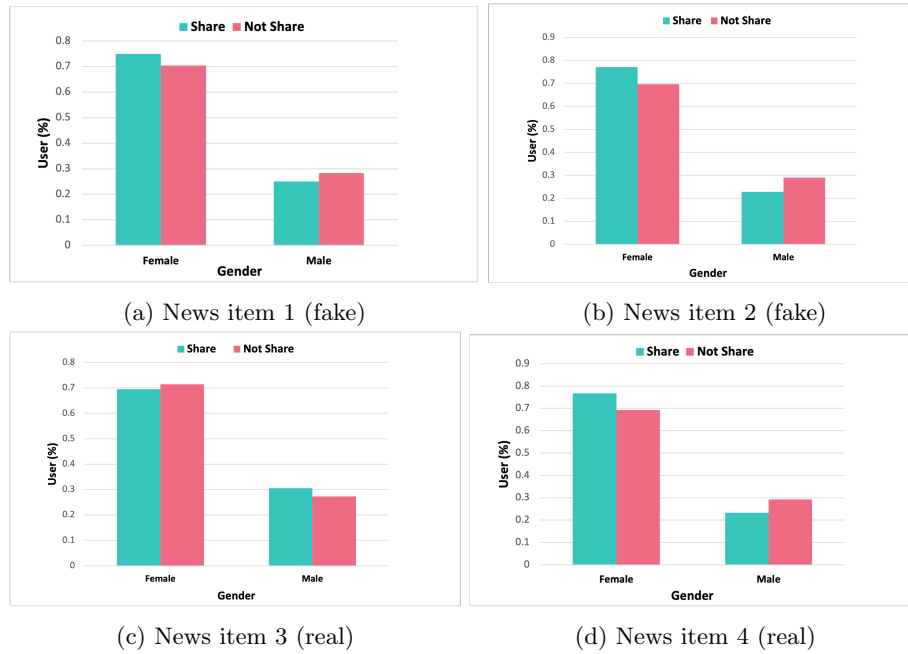 Share Not Share
0.8
0.7
0.6
0.5
0.4
0.3
0.2
0.1
0
User (%)
Female Male
Gender
(a) News item 1 (fake)
Share Not Share
0.9
0.8
0.7
0.6
0.5
0.4
0.3
0.2
0.1
0
User (%)
Female Male
Gender
(b) News item 2 (fake)
Share Not Share
0.8
0.7
0.6
0.5
0.4
0.3
0.2
0.1
0
User (%)
Female Male
Gender
(c) News item 3 (real)
Share Not Share
0.9
0.8
0.7
0.6
0.5
0.4
0.3
0.2
0.1
0
User (%)
Female Male
Gender
(d) News item 4 (real)